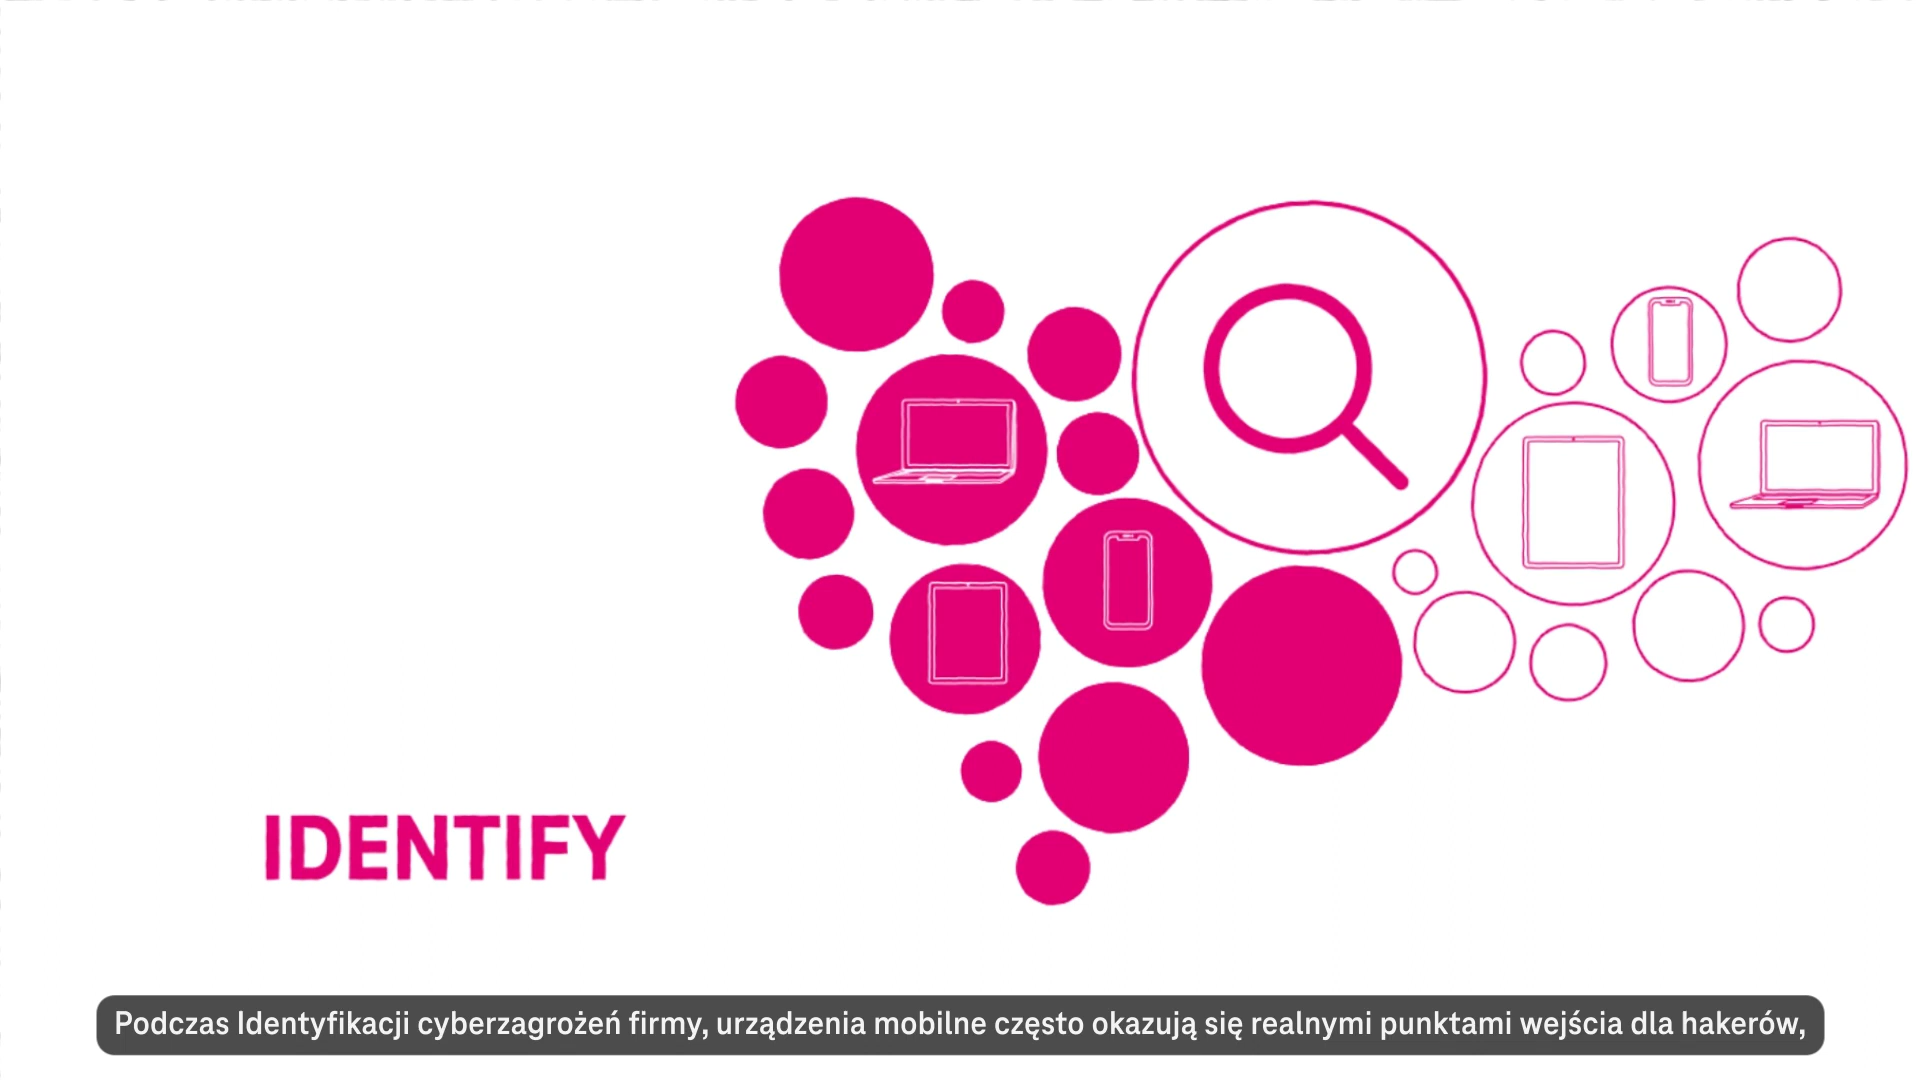 IDENTIFY
Podczas Identyfikacji cyberzagrożeń firmy, urządzenia mobilne często okazują się realnymi punktami wejścia dla hakerów,